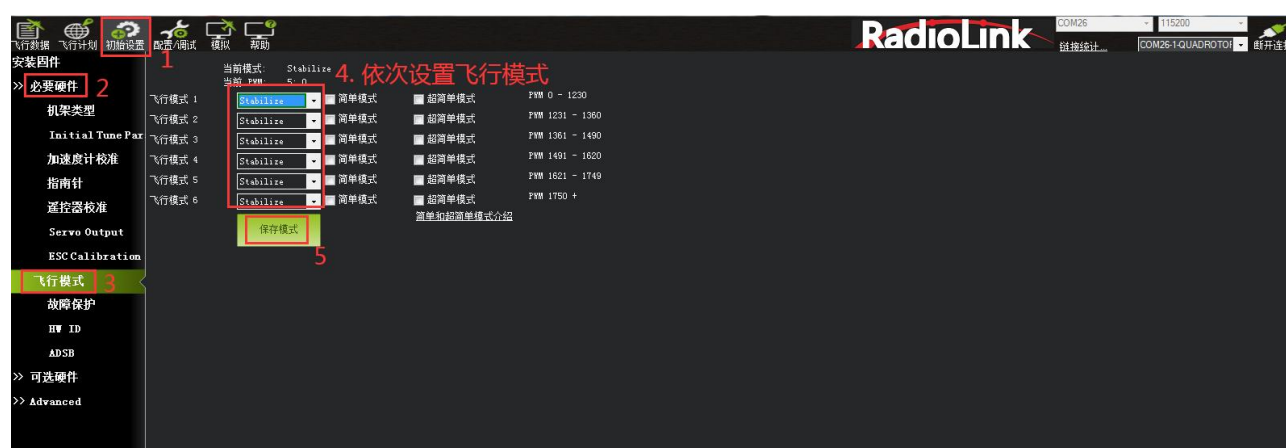 飞行数据 飞行计划 初始设置 配置/调试 模拟 帮助
RadioLink
COM26 115200
链接统计... COM26-1-QUADROTOR 断开连接
1
安装固件
>> 必要硬件 2
机架类型
Initial Tune Par
加速度计校准
指南针
遥控器校准
Servo Output
ESC Calibration
飞行模式 3
故障保护
HW ID
ADSB
>> 可选硬件
>> Advanced
当前模式: Stabilize
当前 PWM: 5: 0
4. 依次设置飞行模式
飞行模式 1 Stabilize 简单模式 超简单模式 PWM 0 - 1230
飞行模式 2 Stabilize 简单模式 超简单模式 PWM 1231 - 1360
飞行模式 3 Stabilize 简单模式 超简单模式 PWM 1361 - 1490
飞行模式 4 Stabilize 简单模式 超简单模式 PWM 1491 - 1620
飞行模式 5 Stabilize 简单模式 超简单模式 PWM 1621 - 1749
飞行模式 6 Stabilize 简单模式 超简单模式 PWM 1750 +
简单和超简单模式介绍
保存模式
5